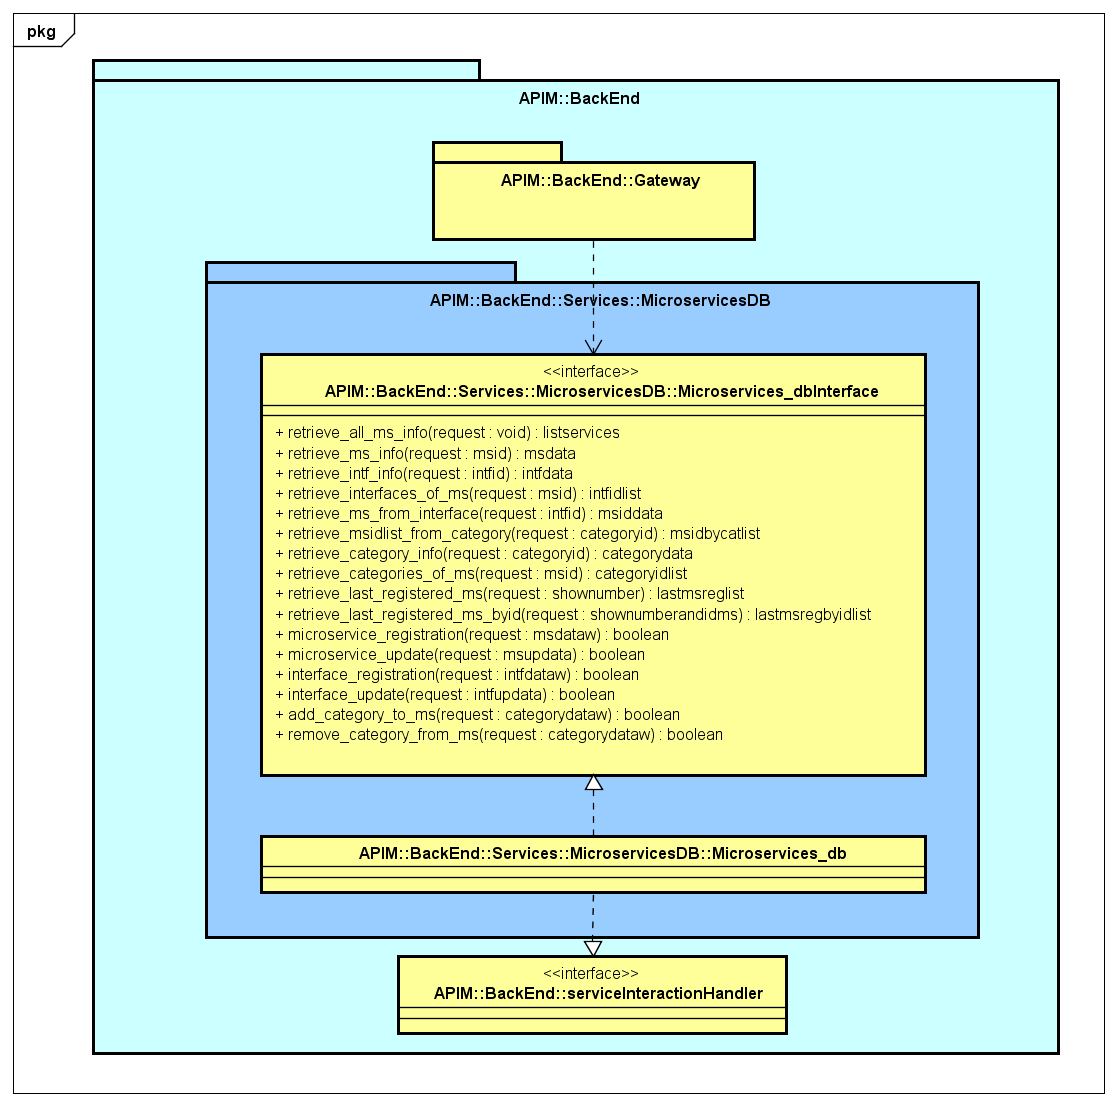 pkg
APIM::BackEnd
APIM::BackEnd::Gateway
APIM::BackEnd::Services::MicroservicesDB
<<interface>>
APIM::BackEnd::Services::MicroservicesDB::Microservices_dbInterface
+ retrieve_all_ms_info(request : void) : listservices
+ retrieve_ms_info(request : msid) : msdata
+ retrieve_intf_info(request : intfid) : intfdata
+ retrieve_interfaces_of_ms(request : msid) : intfidlist
+ retrieve_ms_from_interface(request : intfid) : msiddata
+ retrieve_msidlist_from_category(request : categoryid) : msidbycatlist
+ retrieve_category_info(request : categoryid) : categorydata
+ retrieve_categories_of_ms(request : msid) : categoryidlist
+ retrieve_last_registered_ms(request : shownumber) : lastmsreglist
+ retrieve_last_registered_ms_byid(request : shownumberandidms) : lastmsregbyidlist
+ microservice_registration(request : msdataw) : boolean
+ microservice_update(request : msupdata) : boolean
+ interface_registration(request : intfdataw) : boolean
+ interface_update(request : intfupdata) : boolean
+ add_category_to_ms(request : categorydataw) : boolean
+ remove_category_from_ms(request : categorydataw) : boolean
APIM::BackEnd::Services::MicroservicesDB::Microservices_db
<<interface>>
APIM::BackEnd::serviceInteractionHandler